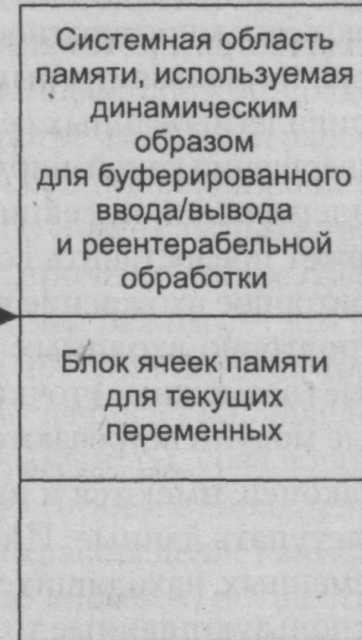 Системная область
памяти, используемая
динамическим
образом
для буферированного
ввода/вывода
и реентерабельной
обработки
Блок ячеек памяти
для текущих
переменных